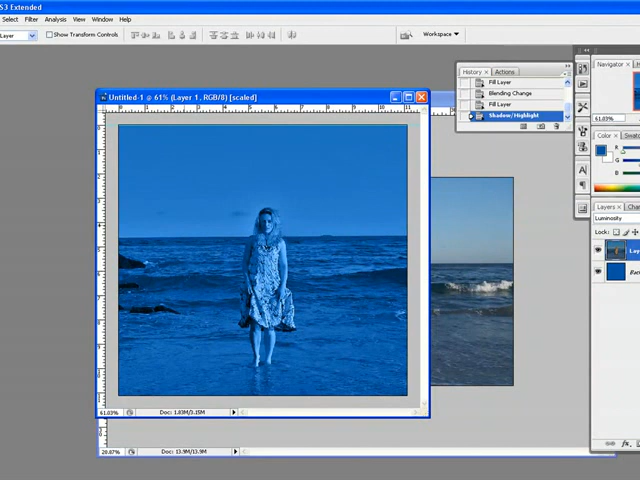 S3 Extended
Select Filter Analysis View Window Help
Layer Show Transform Controls Workspace
History Actions
Fill Layer
Blending Change
Fill Layer
Shadow/Highlight
Untitled-1 @ 61% (Layer 1, RGB/8) [scaled]
61.03% Doc: 1.83M/3.15M
20.87% Doc: 13.9M/13.9M
Navigator
61.03%
Color
R
G
B
Layers
Luminosity
Lock: